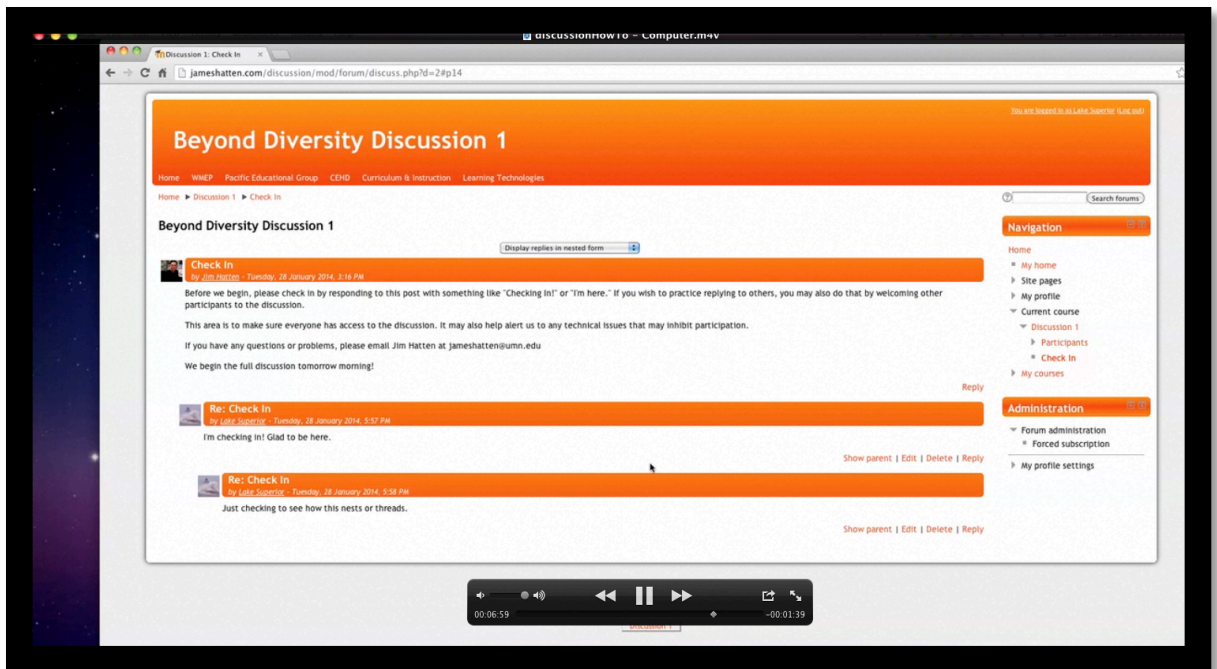 discussionHowTo - Computer.m4v
Discussion 1: Check In
jameshatten.com/discussion/mod/forum/discuss.php?d=2#p14
You are logged in as Lake Superior (Log out)
Beyond Diversity Discussion 1
Home WMEP Pacific Educational Group CEHD Curriculum & Instruction Learning Technologies
Home ► Discussion 1 ► Check In
Search forums
Beyond Diversity Discussion 1
Display replies in nested form
Check In
by Jim Hatten - Tuesday, 28 January 2014, 3:16 PM
Before we begin, please check in by responding to this post with something like "Checking In!" or "I'm here." If you wish to practice replying to others, you may also do that by welcoming other
participants to the discussion.
This area is to make sure everyone has access to the discussion. It may also help alert us to any technical issues that may inhibit participation.
If you have any questions or problems, please email Jim Hatten at jameshatten@umn.edu
We begin the full discussion tomorrow morning!
Reply
Re: Check In
by Lake Superior - Tuesday, 28 January 2014, 5:57 PM
I'm checking in! Glad to be here.
Show parent | Edit | Delete | Reply
Re: Check In
by Lake Superior - Tuesday, 28 January 2014, 5:58 PM
Just checking to see how this nests or threads.
Show parent | Edit | Delete | Reply
Navigation
Home
My home
Site pages
My profile
Current course
Discussion 1
Participants
Check In
My courses
Administration
Forum administration
Forced subscription
My profile settings
00:06:59
-00:01:39
Discussion 1